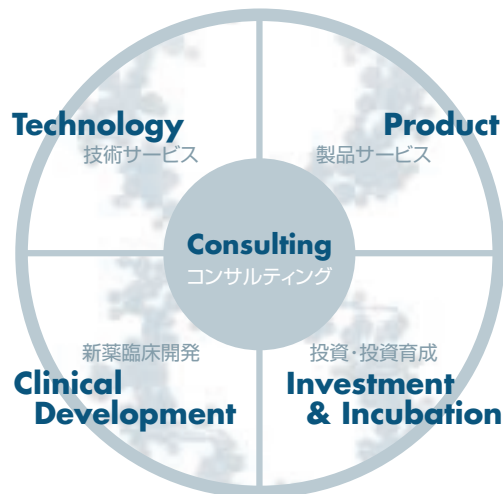 Technology
技術サービス
Product
製品サービス
Consulting
コンサルティング
新薬臨床開発
Clinical
Development
投資・投資育成
Investment
& Incubation